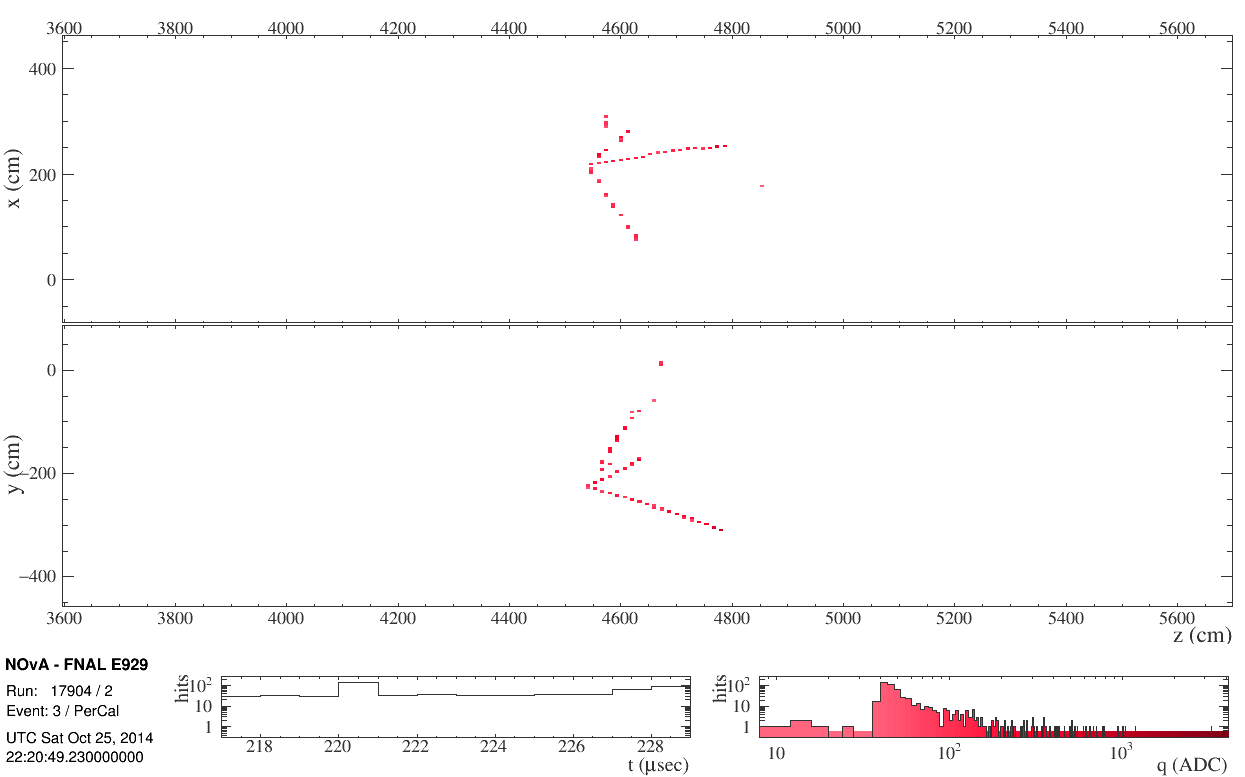 3600 3800 4000 4200 4400 4600 4800 5000 5200 5400 5600
400
200
0
x (cm)
0
−200
−400
y (cm)
3600 3800 4000 4200 4400 4600 4800 5000 5200 5400 5600
z (cm)
NOvA - FNAL E929
Run: 17904 / 2
Event: 3 / PerCal
UTC Sat Oct 25, 2014
22:20:49.230000000
hits
10²
10
1
218 220 222 224 226 228
t (μsec)
hits
10²
10
1
10 10² 10³
q (ADC)